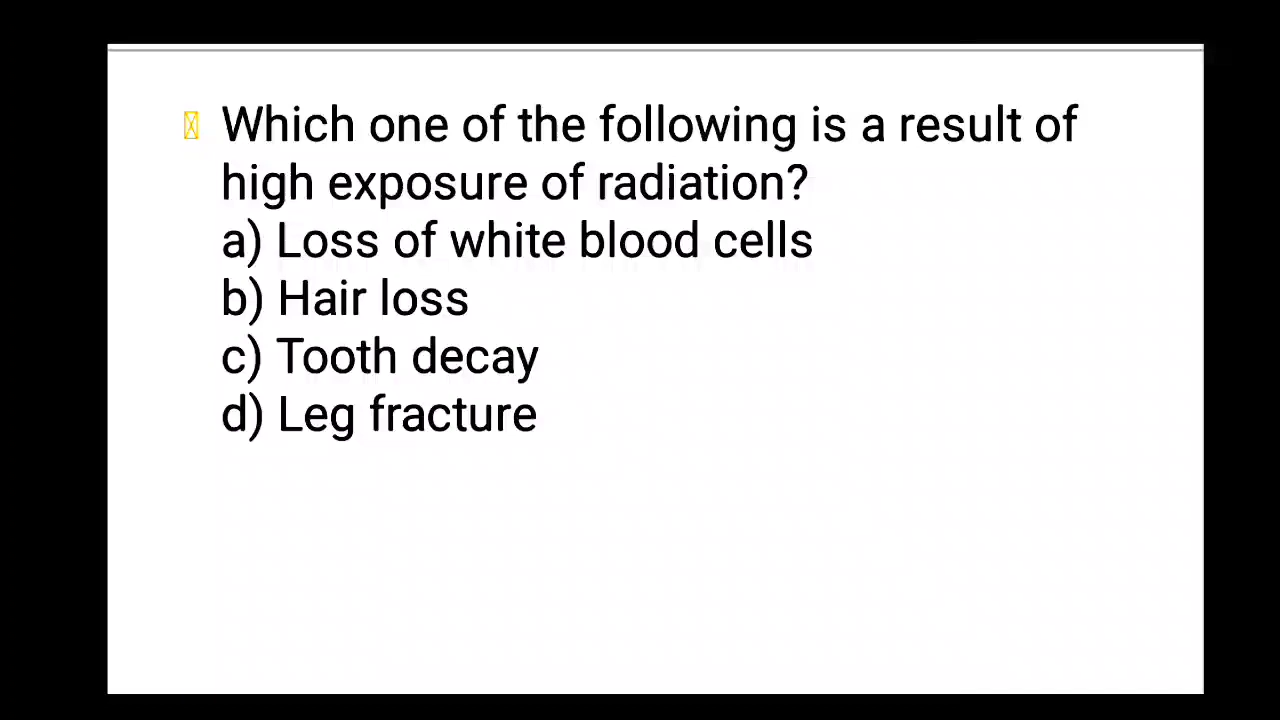 Which one of the following is a result of
high exposure of radiation?
a) Loss of white blood cells
b) Hair loss
c) Tooth decay
d) Leg fracture